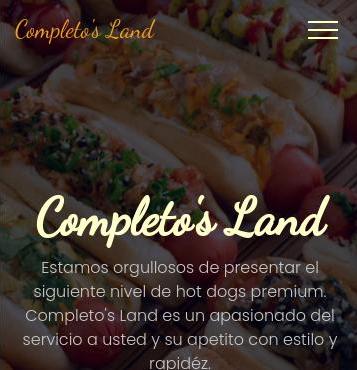 Completo's Land
Completo's Land
Estamos orgullosos de presentar el
siguiente nivel de hot dogs premium.
Completo's Land es un apasionado del
servicio a usted y su apetito con estilo y
rapidéz.